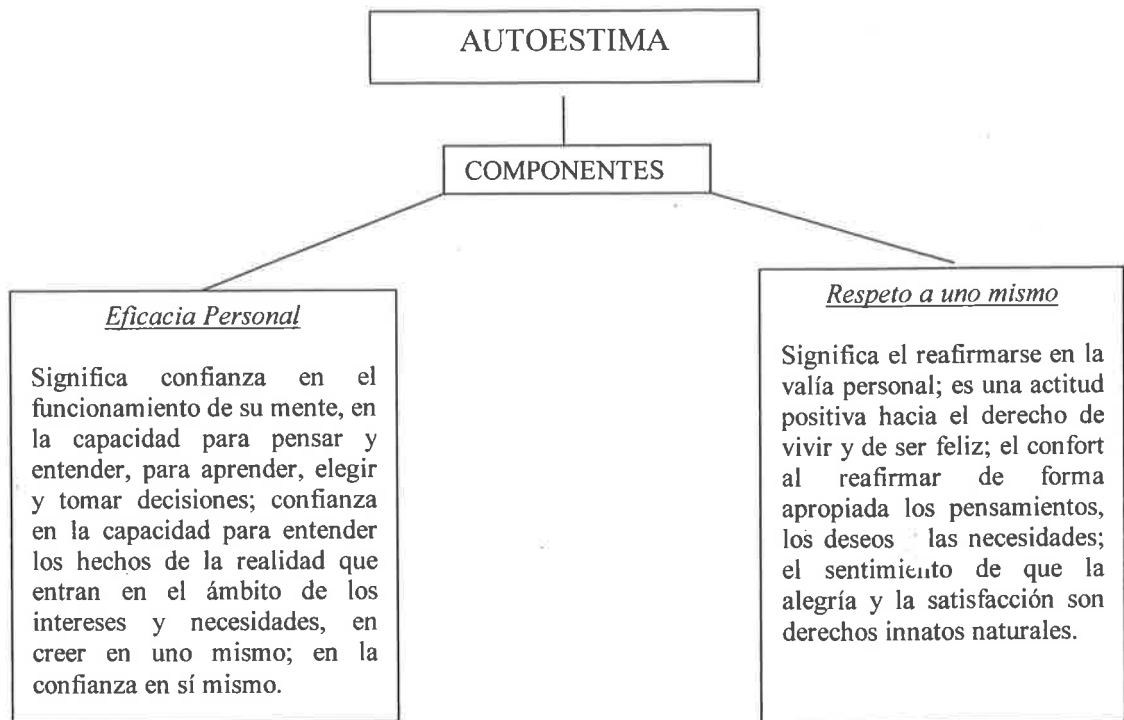 AUTOESTIMA
COMPONENTES
Eficacia Personal
Significa confianza en el
funcionamiento de su mente, en
la capacidad para pensar y
entender, para aprender, elegir
y tomar decisiones; confianza
en la capacidad para entender
los hechos de la realidad que
entran en el ámbito de los
intereses y necesidades, en
creer en uno mismo; en la
confianza en sí mismo.
Respeto a uno mismo
Significa el reafirmarse en la
valía personal; es una actitud
positiva hacia el derecho de
vivir y de ser feliz; el confort
al reafirmar de forma
apropiada los pensamientos,
los deseos las necesidades;
el sentimiento de que la
alegría y la satisfacción son
derechos innatos naturales.